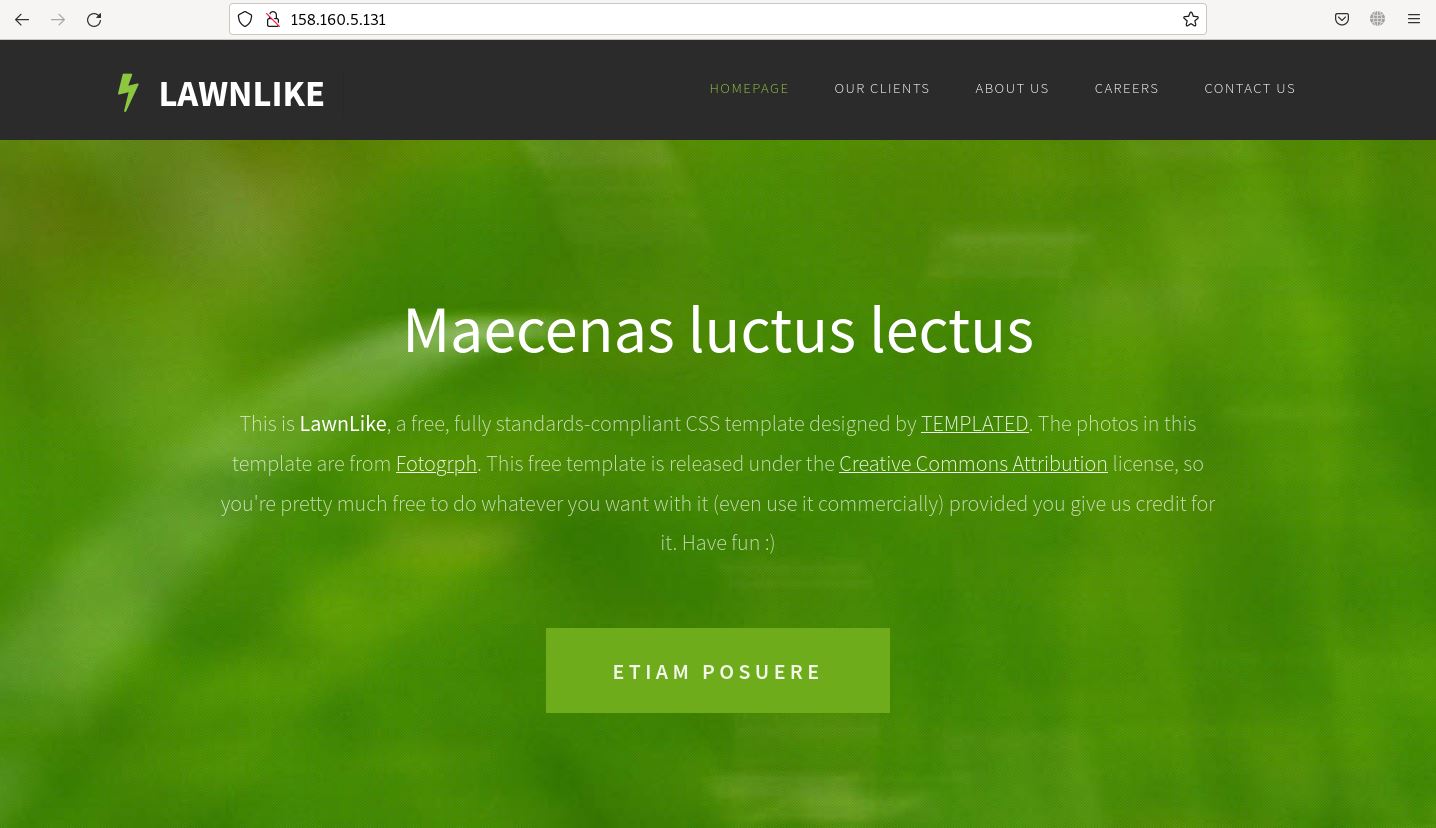 158.160.5.131
LAWNLIKE
HOMEPAGE OUR CLIENTS ABOUT US CAREERS CONTACT US
Maecenas luctus lectus
This is LawnLike, a free, fully standards-compliant CSS template designed by TEMPLATED. The photos in this
template are from Fotogrph. This free template is released under the Creative Commons Attribution license, so
you're pretty much free to do whatever you want with it (even use it commercially) provided you give us credit for
it. Have fun :)
ETIAM POSUERE